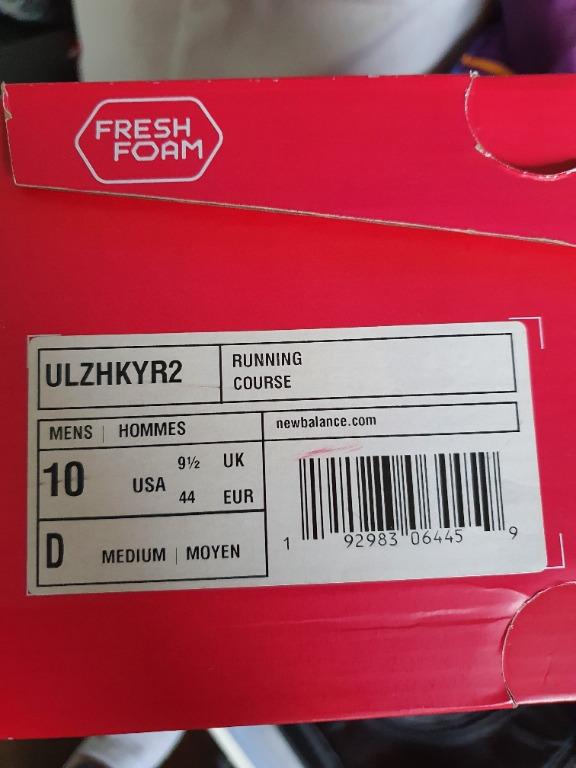 FRESH
FOAM
ULZHKYR2
RUNNING
COURSE
MENS | HOMMES
newbalance.com
10 USA 9½ UK
44 EUR
D MEDIUM | MOYEN
1 92983 06445 9